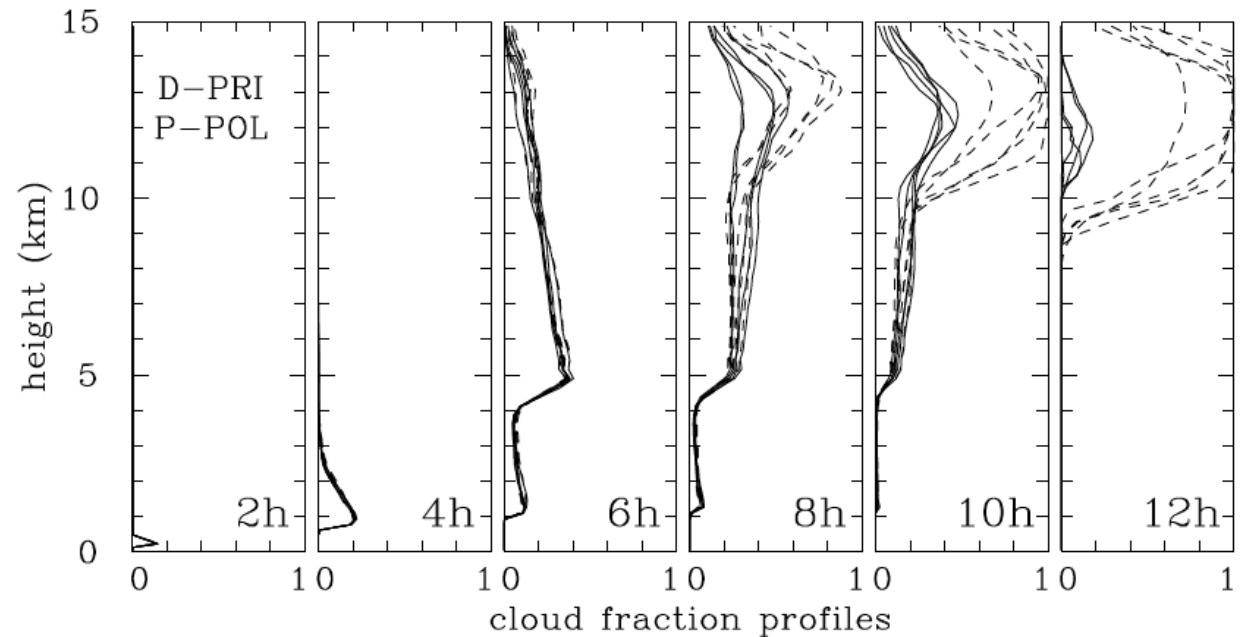 15
D-PRI
P-POL
10
height (km)
5
2h 4h 6h 8h 10h 12h
0
0 1 0 1 0 1 0 1 0 1 0 1
cloud fraction profiles